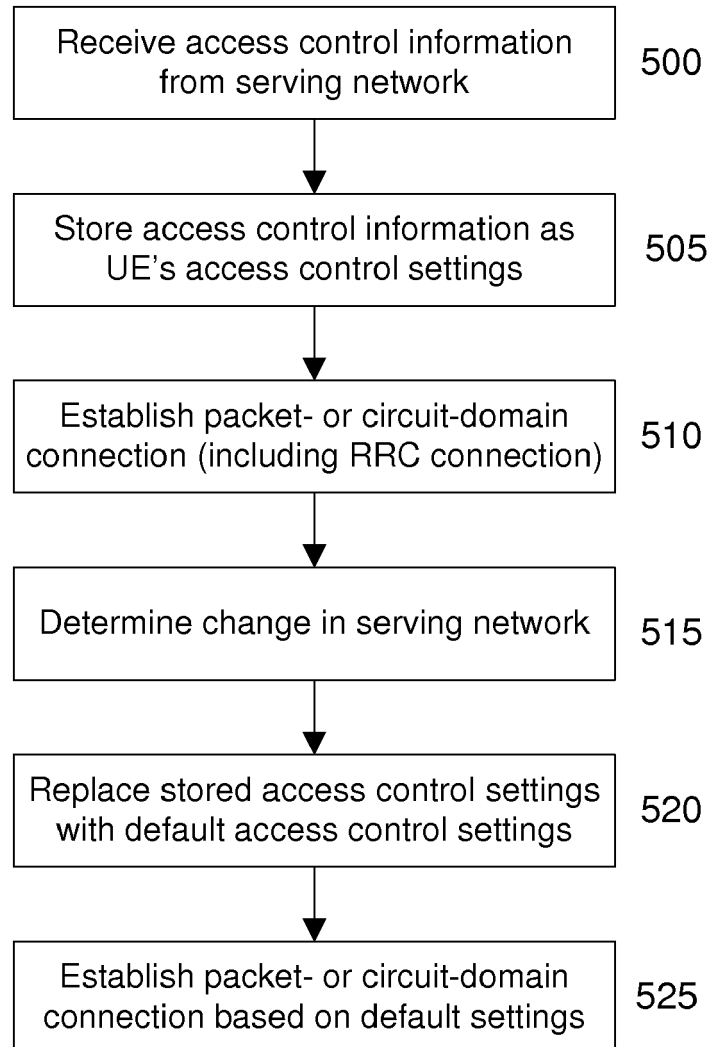 Receive access control information
from serving network
500
Store access control information as
UE's access control settings
505
Establish packet- or circuit-domain
connection (including RRC connection)
510
Determine change in serving network
515
Replace stored access control settings
with default access control settings
520
Establish packet- or circuit-domain
connection based on default settings
525